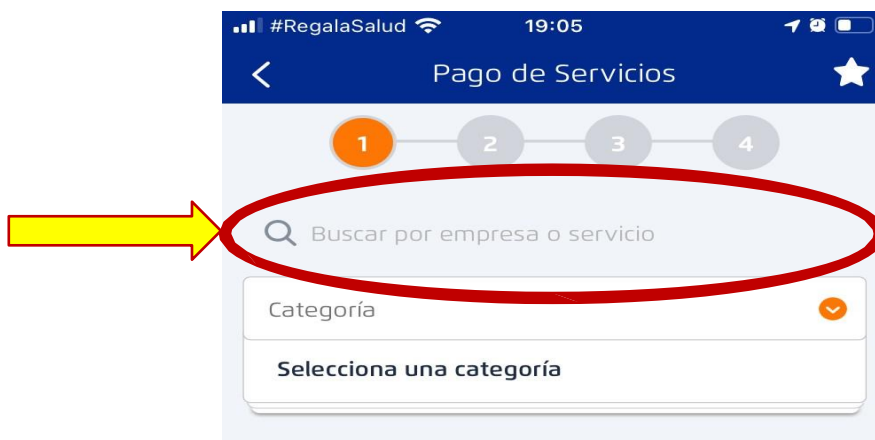 #RegalaSalud 19:05
Pago de Servicios
1 2 3 4
Buscar por empresa o servicio
Categoría
Selecciona una categoría